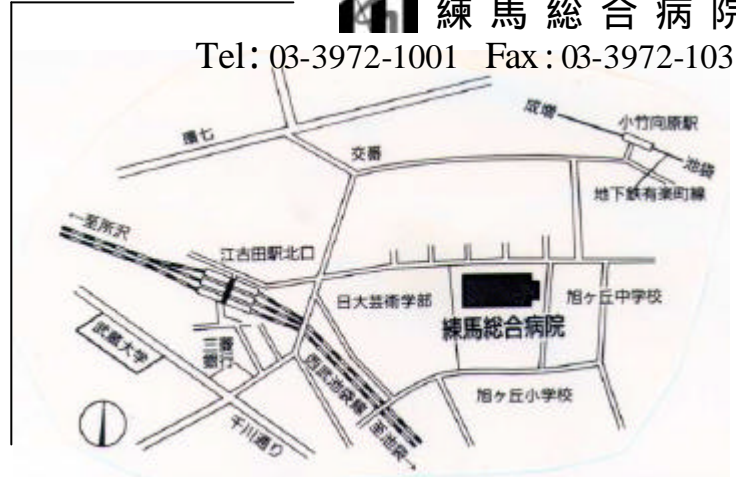 練馬総合病院
Tel: 03-3972-1001 Fax : 03-3972-103
環七
交番
成増
小竹向原駅
池袋
地下鉄有楽町線
←至所沢
江古田駅北口
日大芸術学部
旭ヶ丘中学校
練馬総合病院
武蔵大学
三菱
銀行
西武池袋線
至池袋→
旭ヶ丘小学校
千川通り